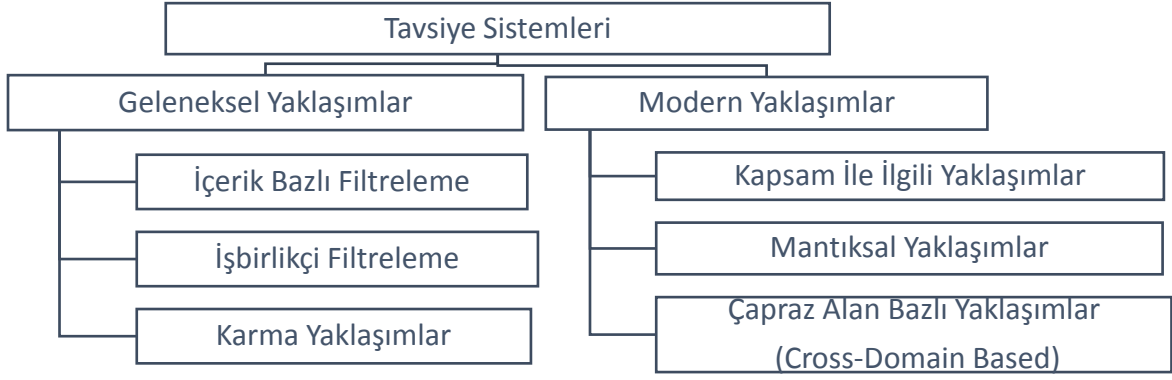 Tavsiye Sistemleri
Geleneksel Yaklaşımlar
İçerik Bazlı Filtreleme
İşbirlikçi Filtreleme
Karma Yaklaşımlar
Modern Yaklaşımlar
Kapsam İle İlgili Yaklaşımlar
Mantıksal Yaklaşımlar
Çapraz Alan Bazlı Yaklaşımlar
(Cross-Domain Based)